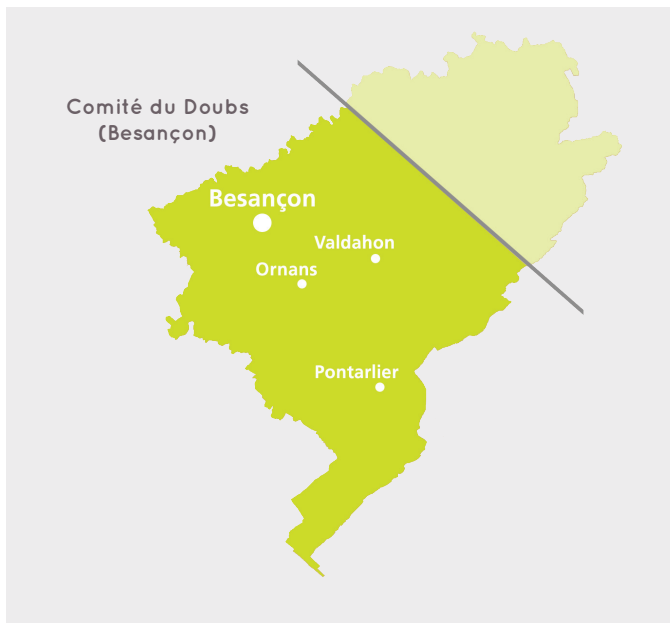 Comité du Doubs
(Besançon)
Besançon
Valdahon
Ornans
Pontarlier